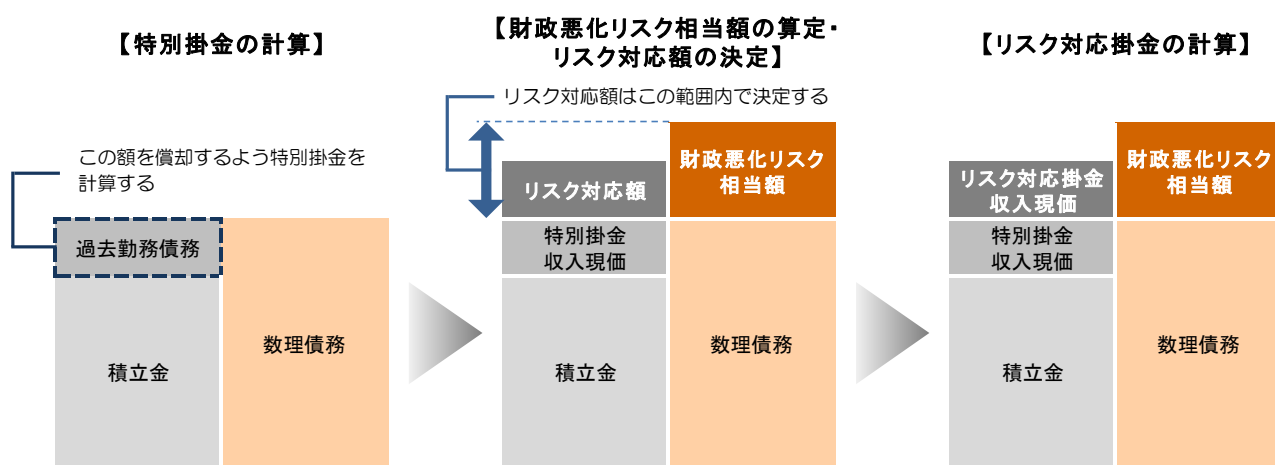 【特別掛金の計算】
この額を償却するよう特別掛金を
計算する
過去勤務債務
積立金
数理債務
【財政悪化リスク相当額の算定・
リスク対応額の決定】
リスク対応額はこの範囲内で決定する
リスク対応額
財政悪化リスク
相当額
特別掛金
収入現価
積立金
数理債務
【リスク対応掛金の計算】
リスク対応掛金
収入現価
財政悪化リスク
相当額
特別掛金
収入現価
積立金
数理債務